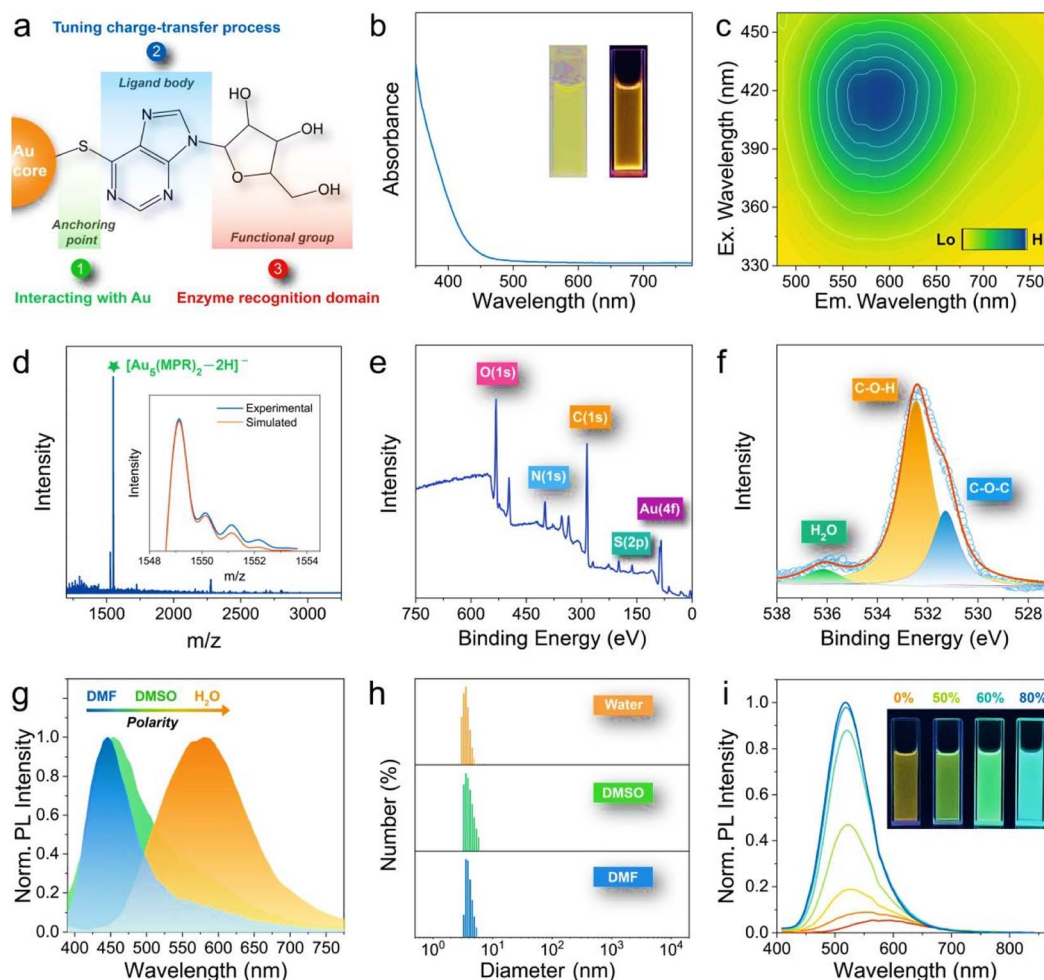 a
Tuning charge-transfer process
2
Ligand body
Au
core
S
N
N
N
N
HO
OH
O
OH
Anchoring
point
Functional group
1
3
Interacting with Au
Enzyme recognition domain
b
Absorbance
400 500 600 700
Wavelength (nm)
c
Ex. Wavelength (nm)
450
420
390
360
330
Lo
500 550 600 650 700 750
Em. Wavelength (nm)
d
[Au5(MPR)2−2H]−
Intensity
Experimental
Simulated
Intensity
1548 1550 1552 1554
m/z
1500 2000 2500 3000
m/z
e
O(1s)
C(1s)
N(1s)
Au(4f)
S(2p)
Intensity
750 600 450 300 150 0
Binding Energy (eV)
f
C-O-H
C-O-C
H2O
Intensity
538 536 534 532 530 528
Binding Energy (eV)
g
DMF DMSO H2O
Polarity
Norm. PL Intensity
1.0
0.8
0.6
0.4
0.2
0.0
400 450 500 550 600 650 700 750
Wavelength (nm)
h
Water
DMSO
DMF
Number (%)
10^0 10^1 10^2 10^3 10^4
Diameter (nm)
i
0% 50% 60% 80%
Norm. PL Intensity
1.0
0.8
0.6
0.4
0.2
0.0
400 500 600 700 800
Wavelength (nm)